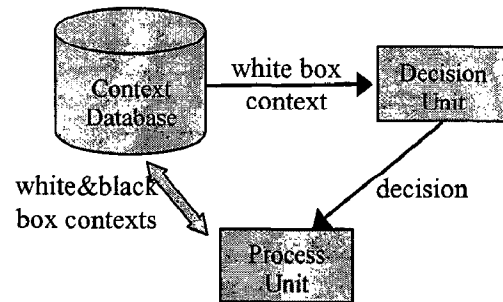 Context
Database
white box
context
Decision
Unit
white&black
box contexts
decision
Process
Unit